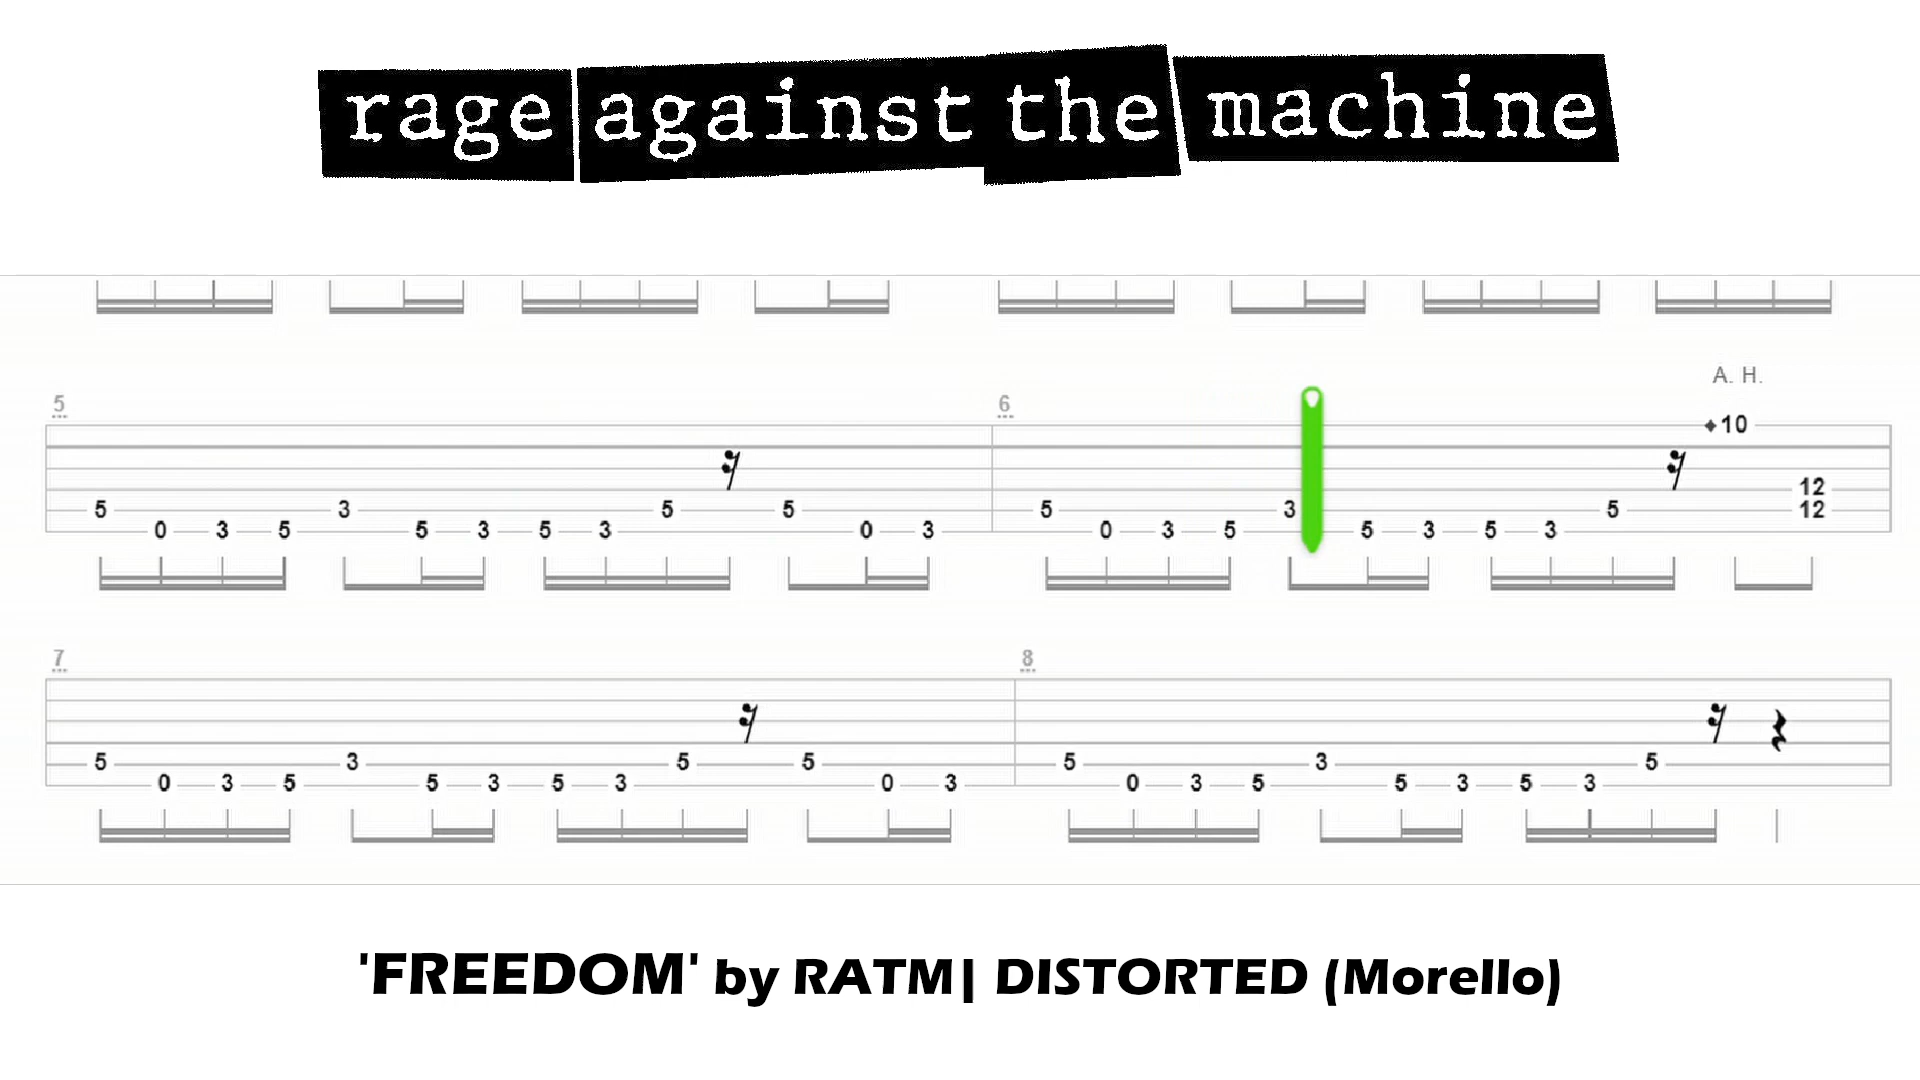 rage against the machine
A. H.
5 6
10
12
5 3 5 5 5 3 5 12
0 3 5 5 3 5 3 0 3 0 3 5 5 3 5 3
7 8
5 3 5 5 5 3 5
0 3 5 5 3 5 3 0 3 0 3 5 5 3 5 3
'FREEDOM' by RATM| DISTORTED (Morello)